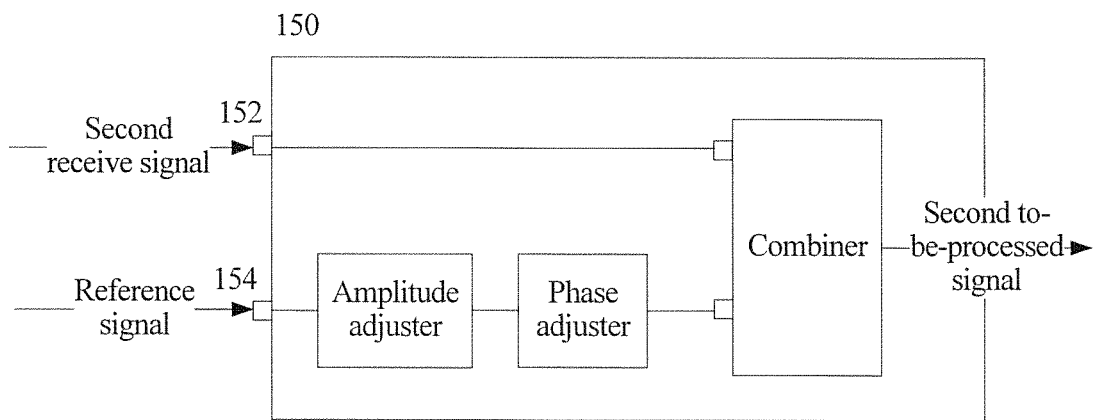 150
152
Second
receive signal
154
Reference
signal
Amplitude
adjuster
Phase
adjuster
Combiner
Second to-
be-processed
signal